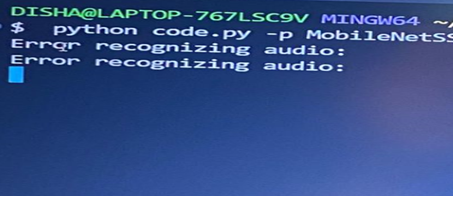 DISHA@LAPTOP-767LSC9V MINGW64 ~/
$ python code.py -p MobileNetSS
Error recognizing audio:
Error recognizing audio: